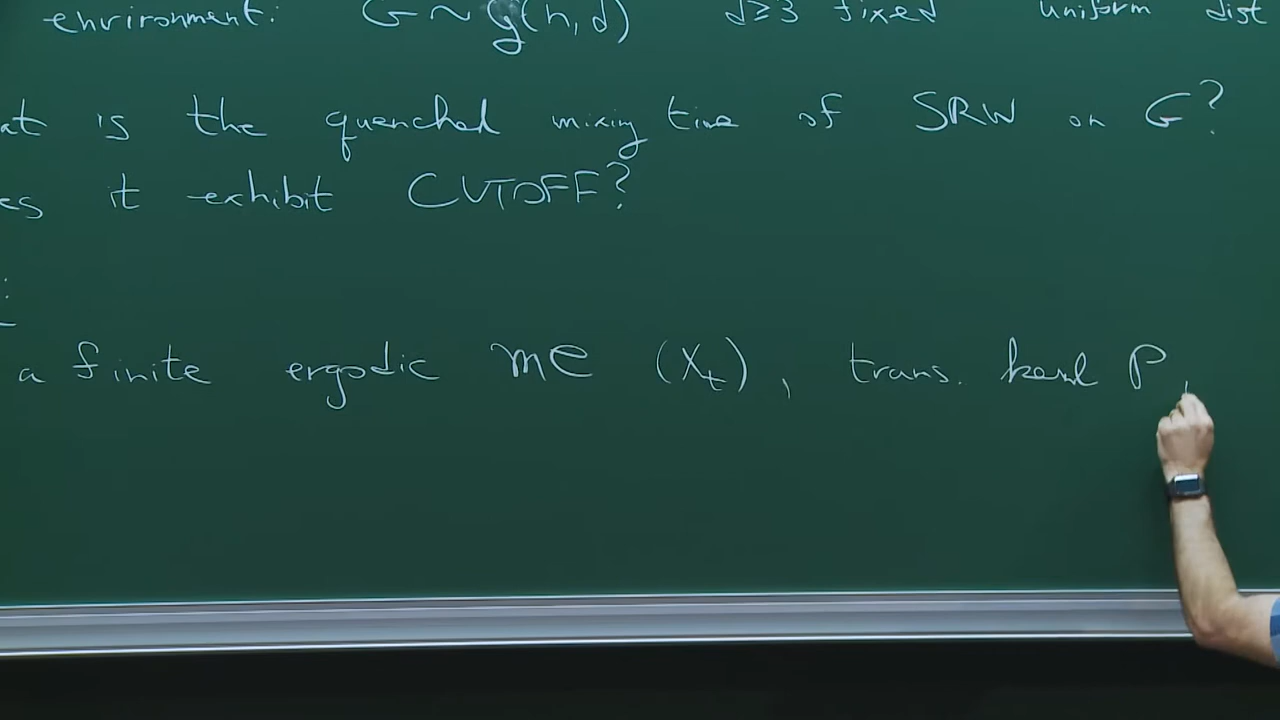 environment: G ~ G(n,d) d≥3 fixed uniform dist
at is the quenched mixing time of SRW on G?
es it exhibit CUTOFF?
:
a finite ergodic MC (X_t), trans. kernel P,